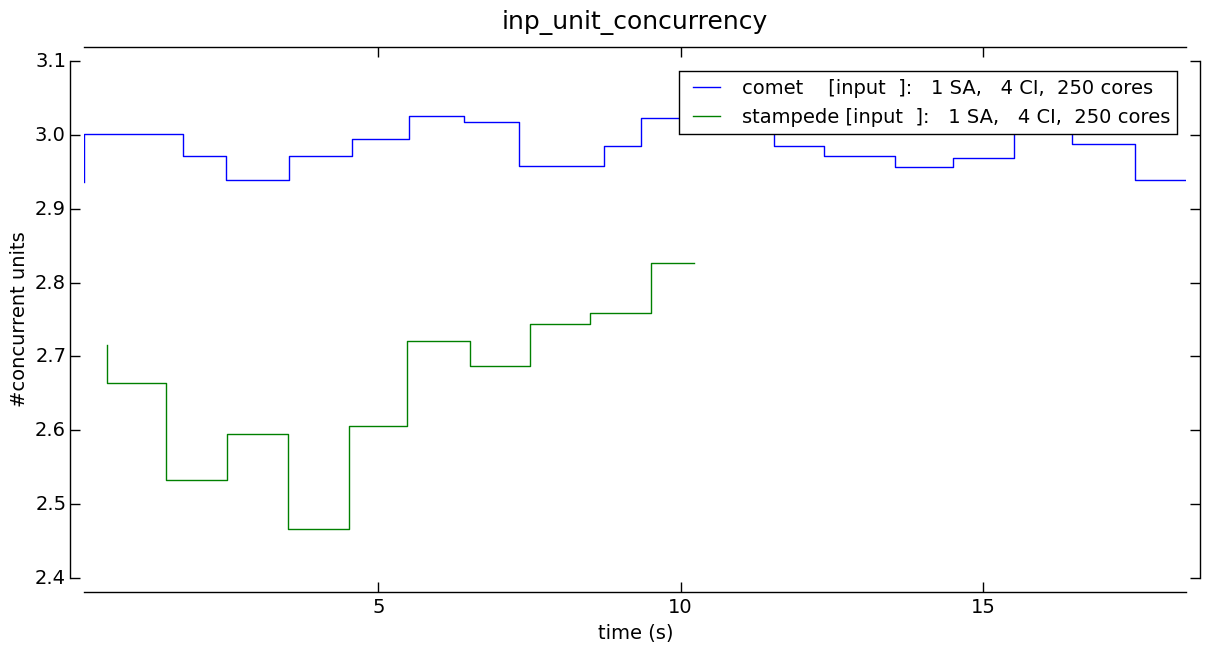 inp_unit_concurrency
3.1
3.0
2.9
2.8
2.7
2.6
2.5
2.4
#concurrent units
comet    [input  ]:   1 SA,   4 CI,  250 cores
stampede [input  ]:   1 SA,   4 CI,  250 cores
5
10
15
time (s)